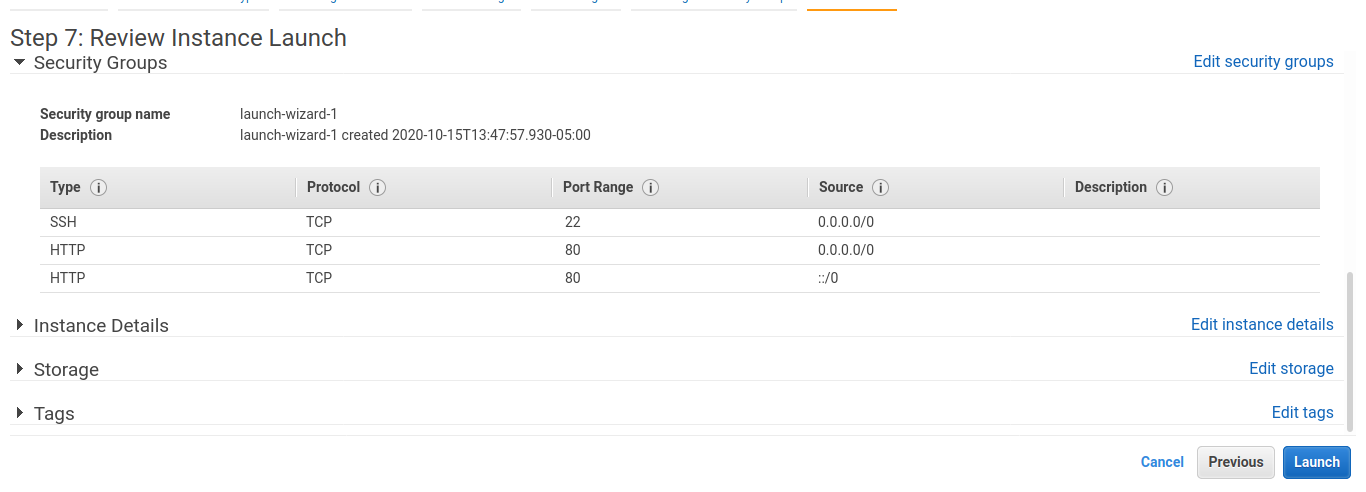 Step 7: Review Instance Launch
Security Groups Edit security groups
Security group name launch-wizard-1
Description launch-wizard-1 created 2020-10-15T13:47:57.930-05:00
Type i Protocol i Port Range i Source i Description i
SSH TCP 22 0.0.0.0/0
HTTP TCP 80 0.0.0.0/0
HTTP TCP 80 ::/0
Instance Details Edit instance details
Storage Edit storage
Tags Edit tags
Cancel Previous Launch